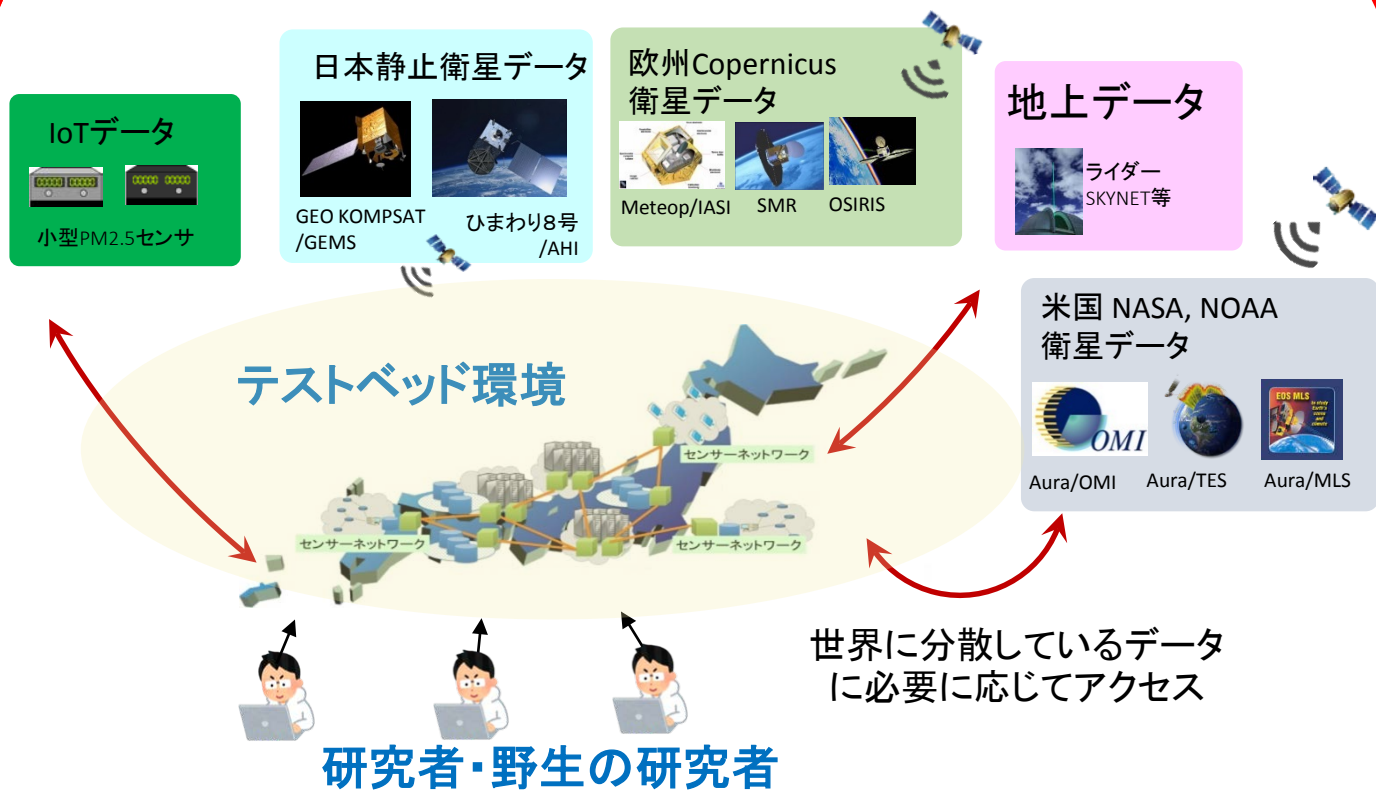 IoTデータ
小型PM2.5センサ
日本静止衛星データ
GEO KOMPSAT
/GEMS
ひまわり8号
/AHI
欧州Copernicus
衛星データ
Meteop/IASI
SMR
OSIRIS
地上データ
ライダー
SKYNET等
米国 NASA, NOAA
衛星データ
OMI
EOS MLS
to study
Earth's
ozone
and
climate
Aura/OMI
Aura/TES
Aura/MLS
テストベッド環境
センサーネットワーク
センサーネットワーク
センサーネットワーク
世界に分散しているデータ
に必要に応じてアクセス
研究者・野生の研究者